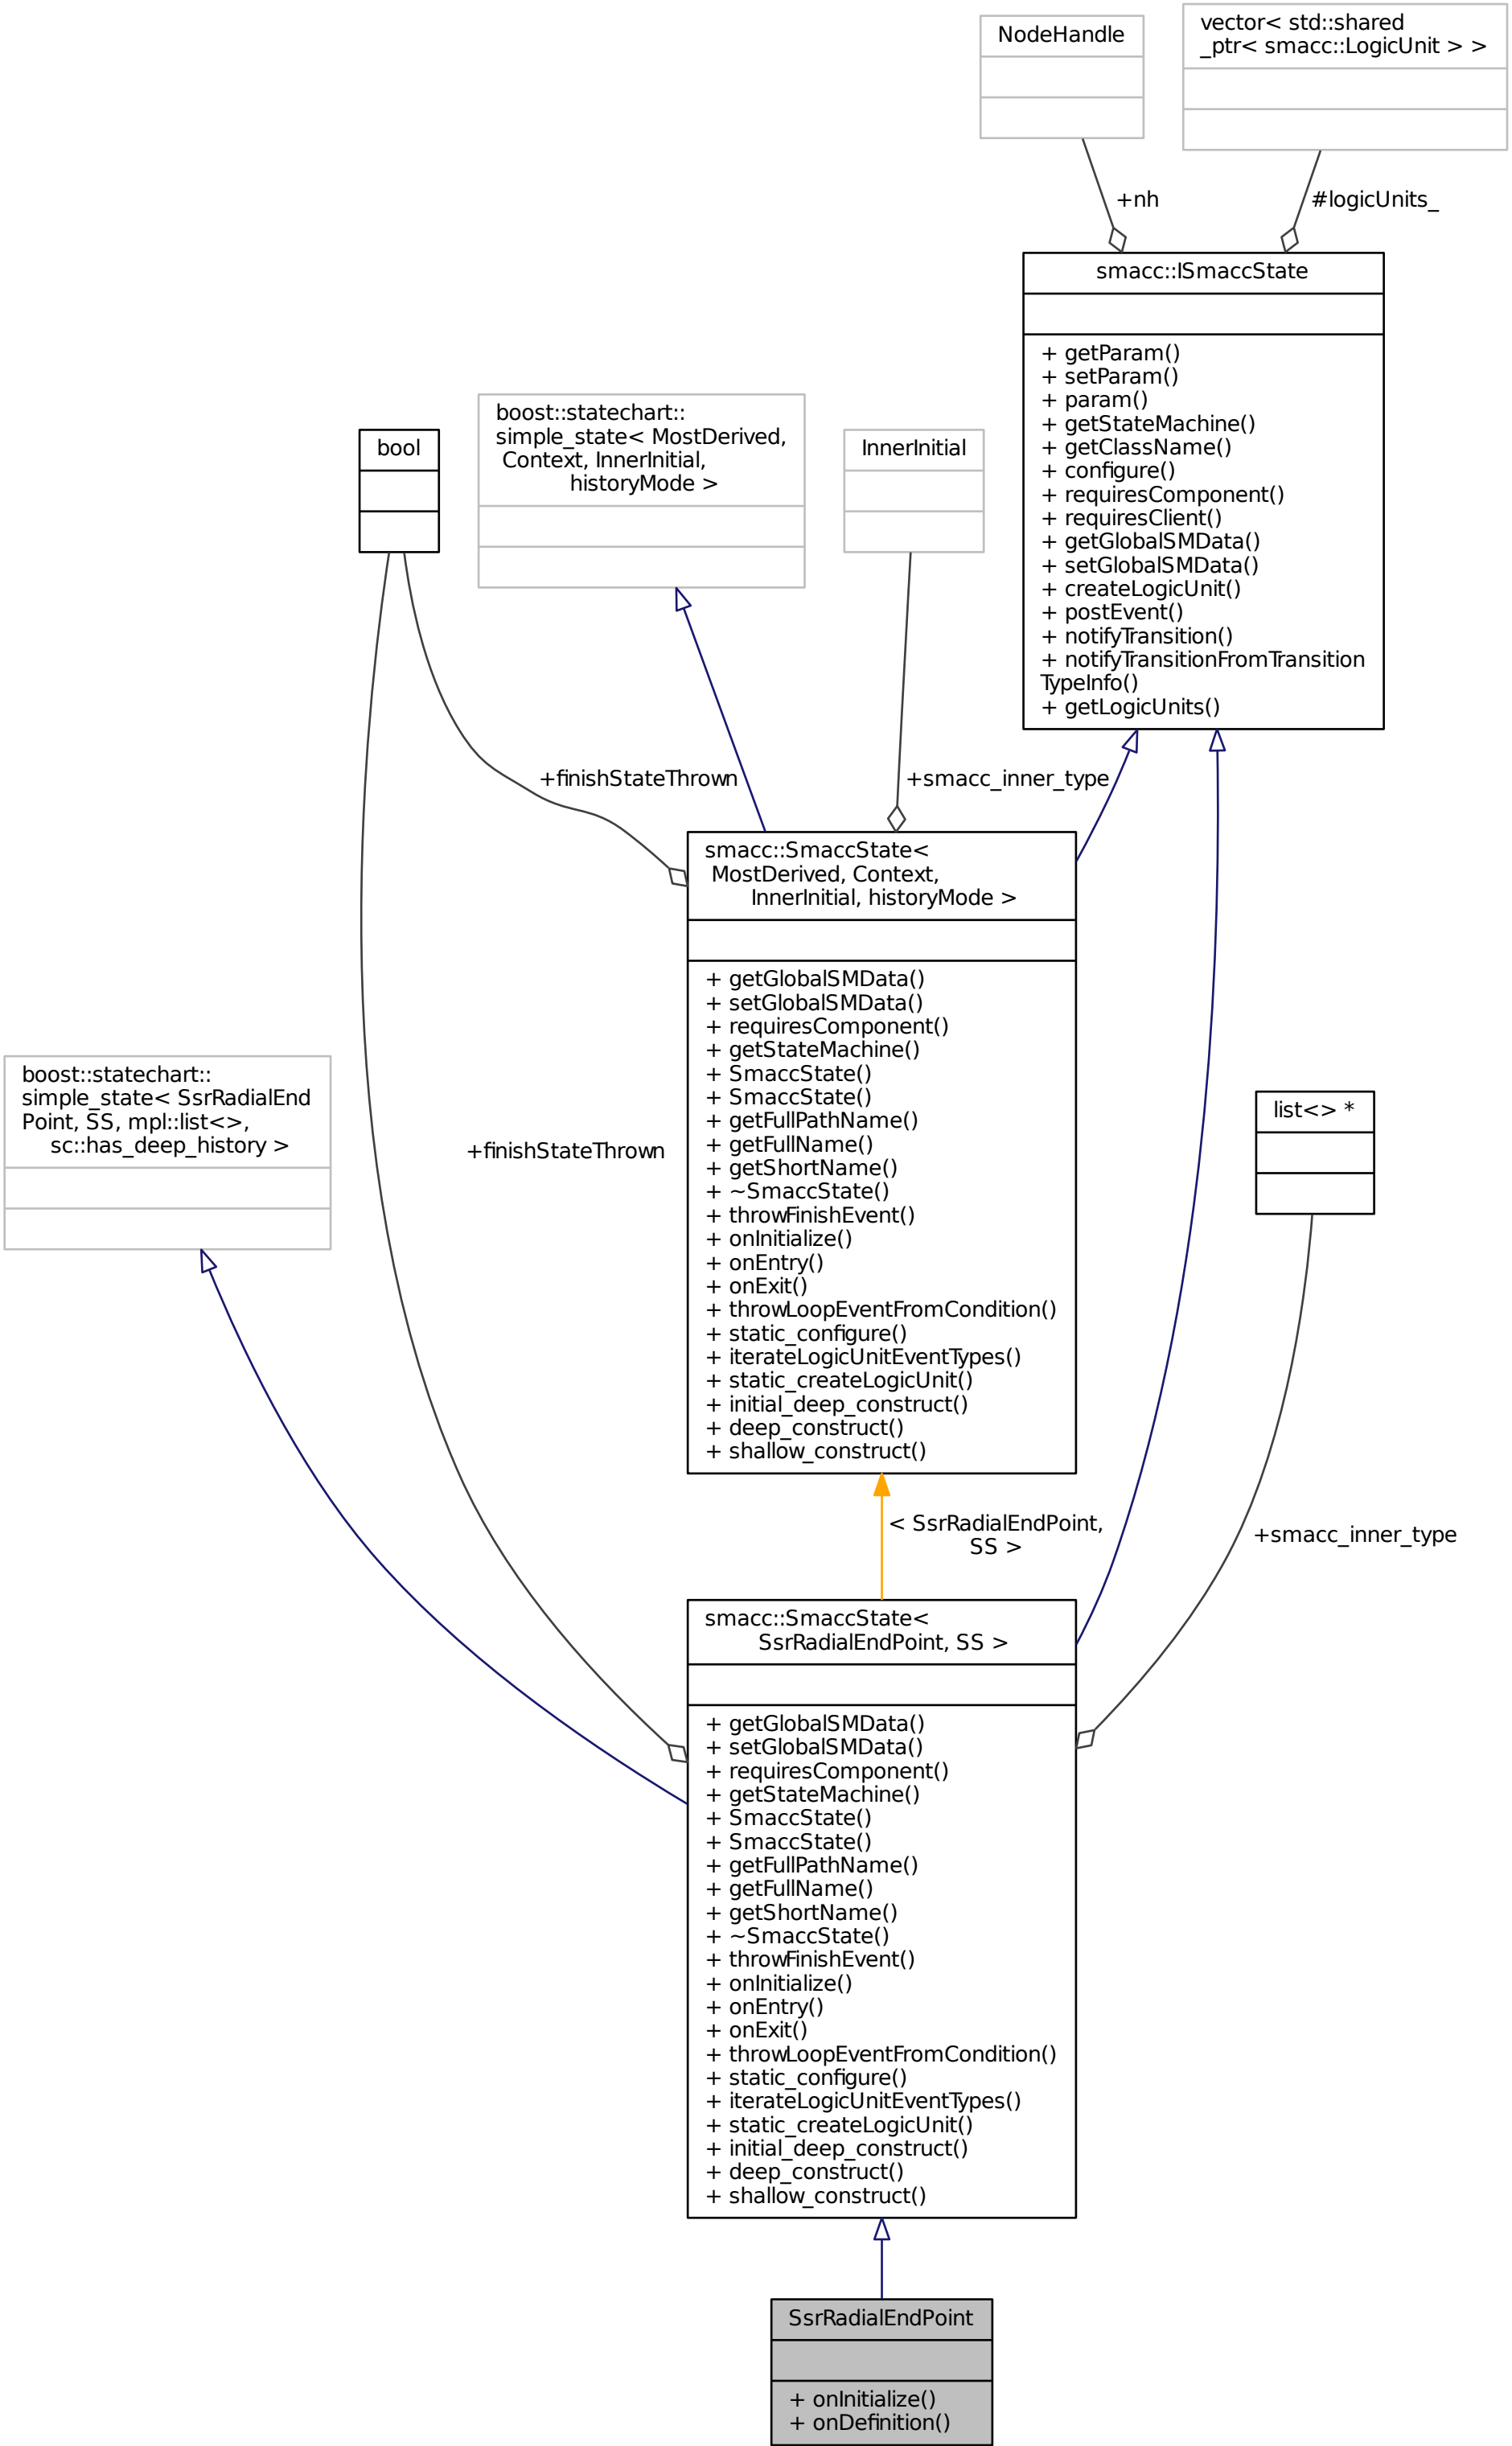 NodeHandle
vector< std::shared
_ptr< smacc::LogicUnit > >
+nh
#logicUnits_
smacc::ISmaccState
+ getParam()
+ setParam()
+ param()
+ getStateMachine()
+ getClassName()
+ configure()
+ requiresComponent()
+ requiresClient()
+ getGlobalSMData()
+ setGlobalSMData()
+ createLogicUnit()
+ postEvent()
+ notifyTransition()
+ notifyTransitionFromTransition
TypeInfo()
+ getLogicUnits()
bool
boost::statechart::
simple_state< MostDerived,
Context, InnerInitial,
historyMode >
InnerInitial
+finishStateThrown
+smacc_inner_type
smacc::SmaccState<
MostDerived, Context,
InnerInitial, historyMode >
+ getGlobalSMData()
+ setGlobalSMData()
+ requiresComponent()
+ getStateMachine()
+ SmaccState()
+ SmaccState()
+ getFullPathName()
+ getFullName()
+ getShortName()
+ ~SmaccState()
+ throwFinishEvent()
+ onInitialize()
+ onEntry()
+ onExit()
+ throwLoopEventFromCondition()
+ static_configure()
+ iterateLogicUnitEventTypes()
+ static_createLogicUnit()
+ initial_deep_construct()
+ deep_construct()
+ shallow_construct()
boost::statechart::
simple_state< SsrRadialEnd
Point, SS, mpl::list<>,
sc::has_deep_history >
+finishStateThrown
list<> *
< SsrRadialEndPoint,
SS >
+smacc_inner_type
smacc::SmaccState<
SsrRadialEndPoint, SS >
+ getGlobalSMData()
+ setGlobalSMData()
+ requiresComponent()
+ getStateMachine()
+ SmaccState()
+ SmaccState()
+ getFullPathName()
+ getFullName()
+ getShortName()
+ ~SmaccState()
+ throwFinishEvent()
+ onInitialize()
+ onEntry()
+ onExit()
+ throwLoopEventFromCondition()
+ static_configure()
+ iterateLogicUnitEventTypes()
+ static_createLogicUnit()
+ initial_deep_construct()
+ deep_construct()
+ shallow_construct()
SsrRadialEndPoint
+ onInitialize()
+ onDefinition()